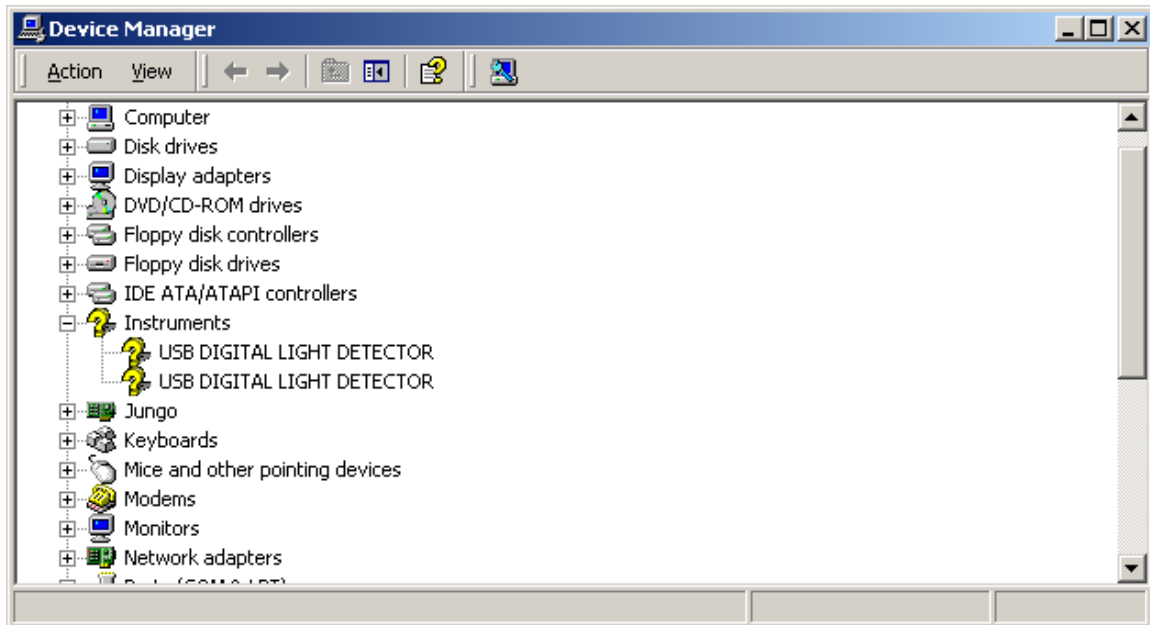 Device Manager
Action View
Computer
Disk drives
Display adapters
DVD/CD-ROM drives
Floppy disk controllers
Floppy disk drives
IDE ATA/ATAPI controllers
Instruments
USB DIGITAL LIGHT DETECTOR
USB DIGITAL LIGHT DETECTOR
Jungo
Keyboards
Mice and other pointing devices
Modems
Monitors
Network adapters